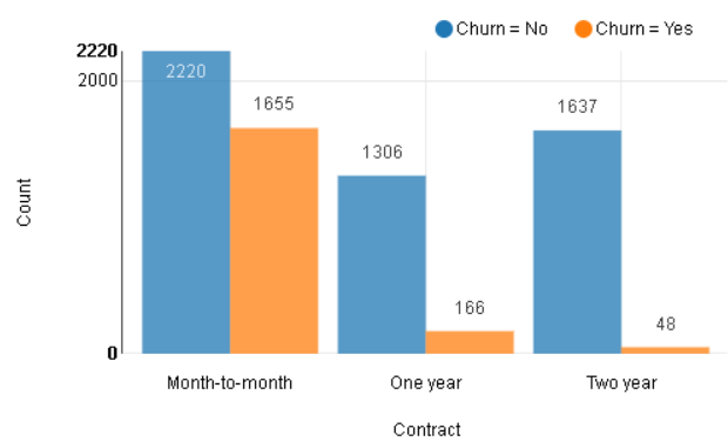 Churn = No Churn = Yes
2220
2000
2220
1655
1306
1637
166
48
Count
0
Month-to-month One year Two year
Contract